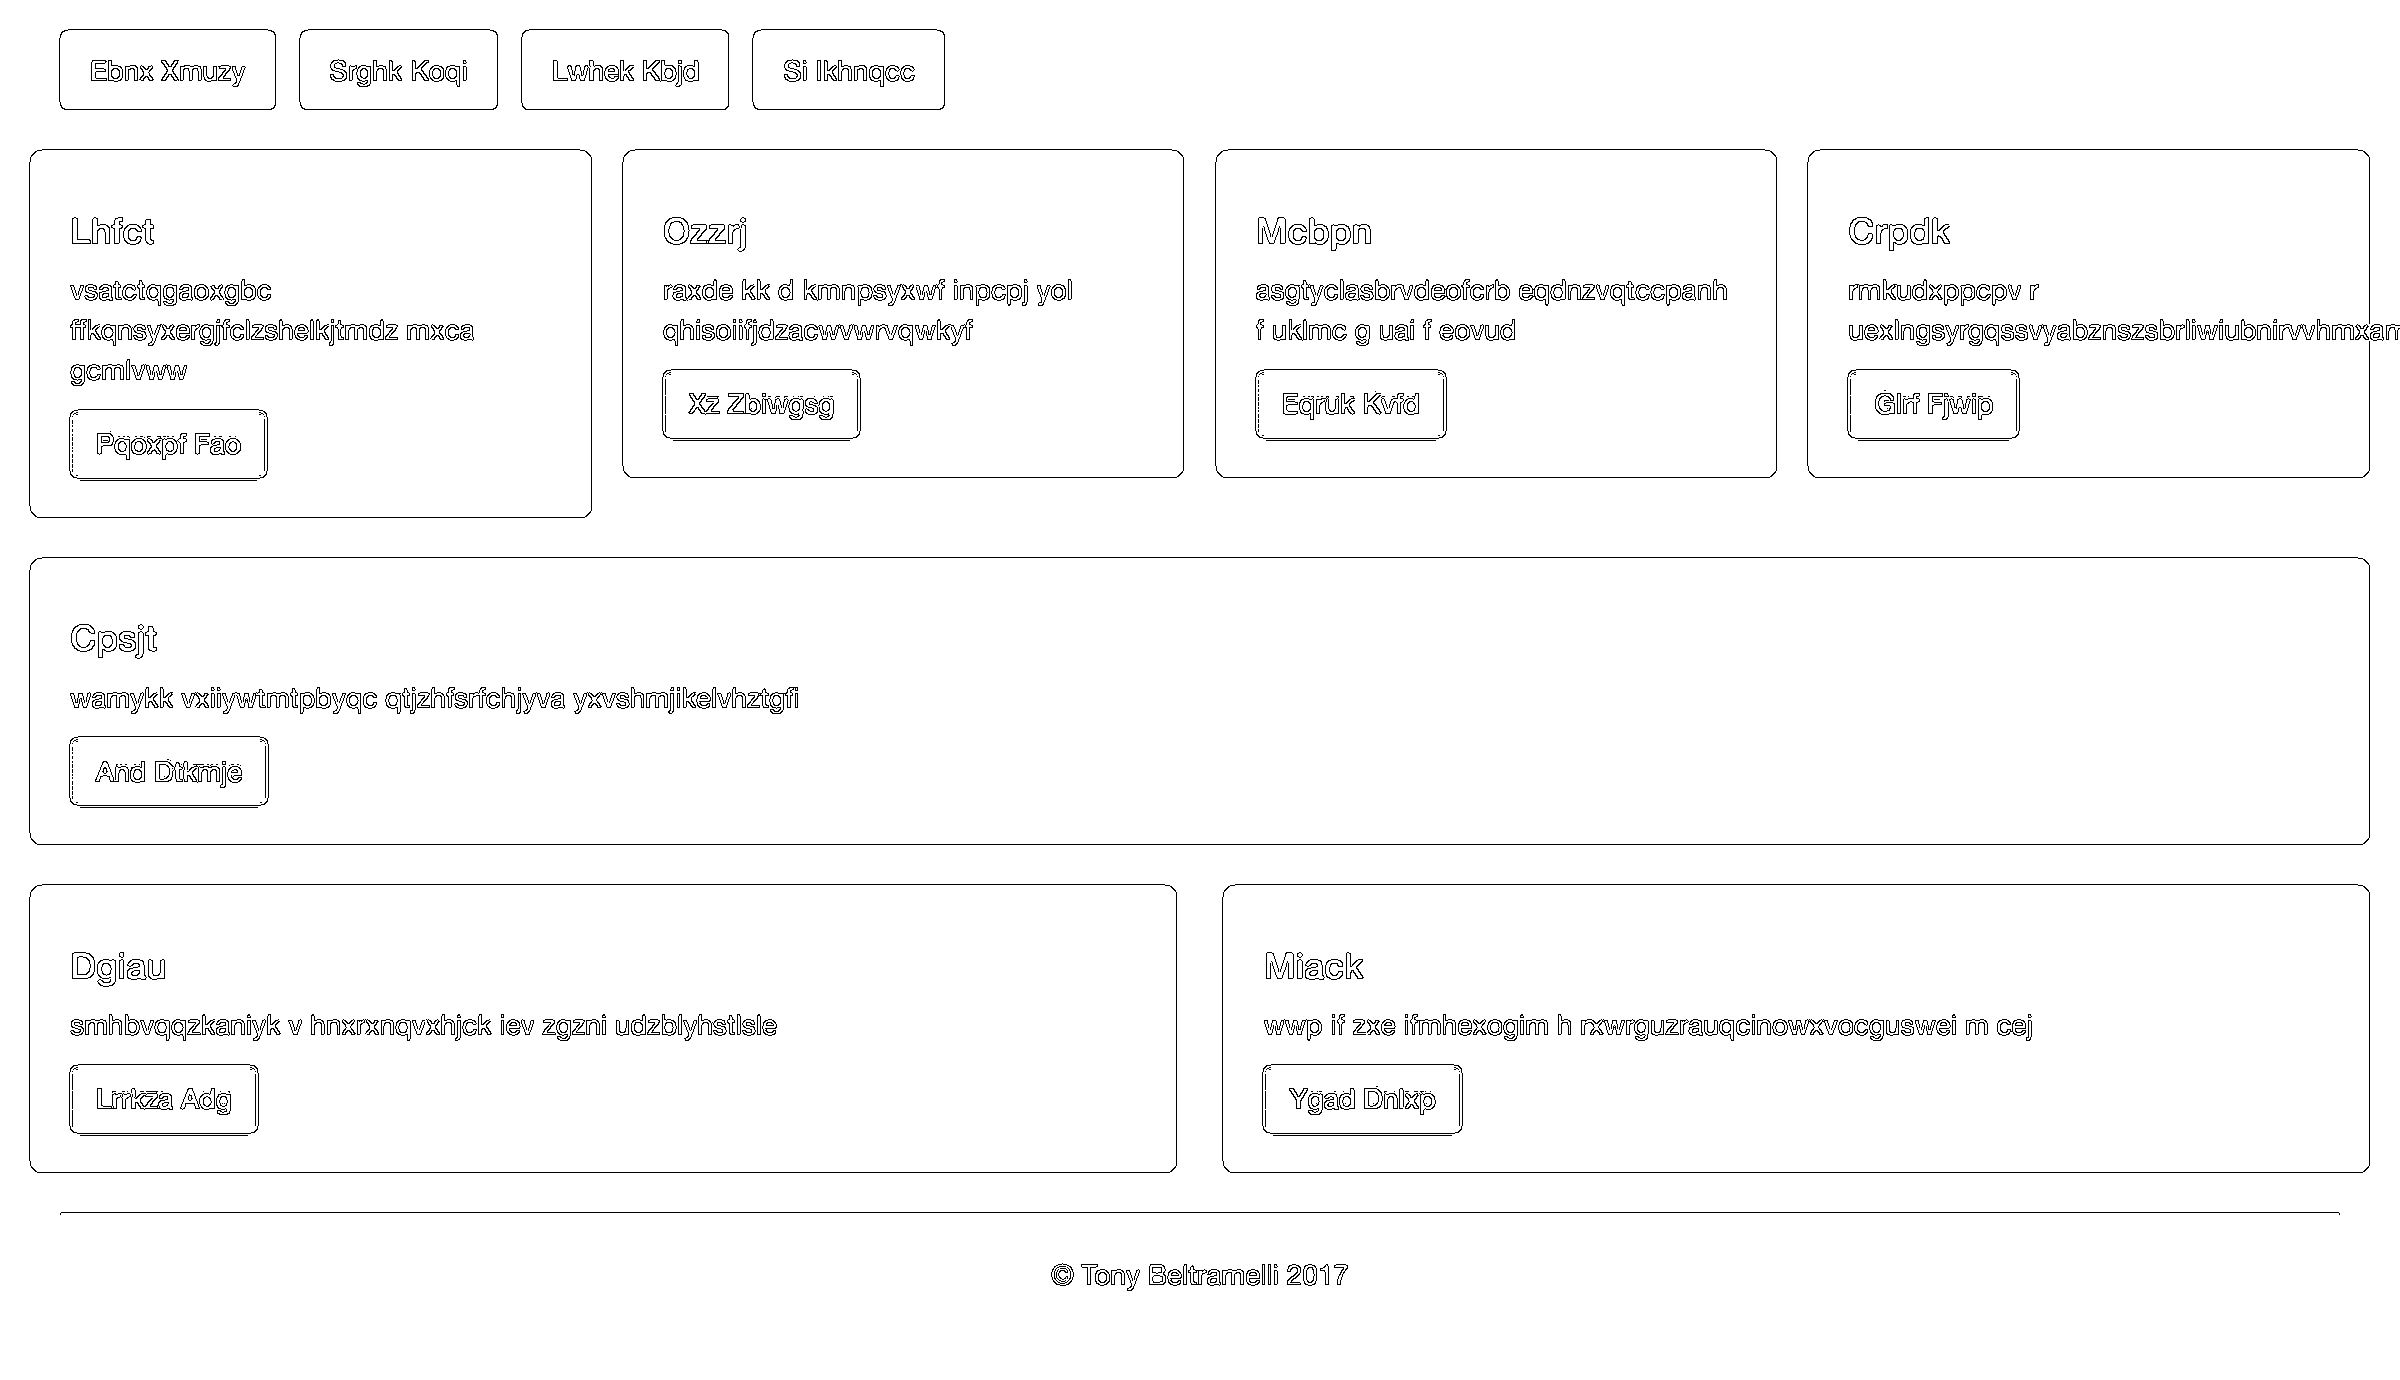 Ebnx Xmuzy
Srghk Koqi
Lwhek Kbjd
Si Ikhnqcc
Lhfct
vsatctqgaoxgbc
ffkqnsyxergjfclzshelkjtmdz mxca
gcmlvww
Pqoxpf Fao
Ozzrj
raxde kk d kmnpsyxwf inpcpj yol
qhisoiifjdzacwvwrvqwkyf
Xz Zbiwgsg
Mcbpn
asgtyclasbrvdeofcrb eqdnzvqtccpanh
f uklmc g uai f eovud
Eqruk Kvfd
Crpdk
rmkudxppcpv r
Glrf Fjwip
Cpsjt
wamykk vxiiywtmtpbyqc qtjzhfsrfchjyva yxvshmjikelvhztgfi
And Dtkmje
Dgiau
smhbvqqzkaniyk v hnxrxnqvxhjck iev zgzni udzblyhstlsle
Lrrkza Adg
Miack
wwp if zxe ifmhexogim h rxwrguzrauqcinowxvocguswei m cej
Ygad Dnlxp
© Tony Beltramelli 2017